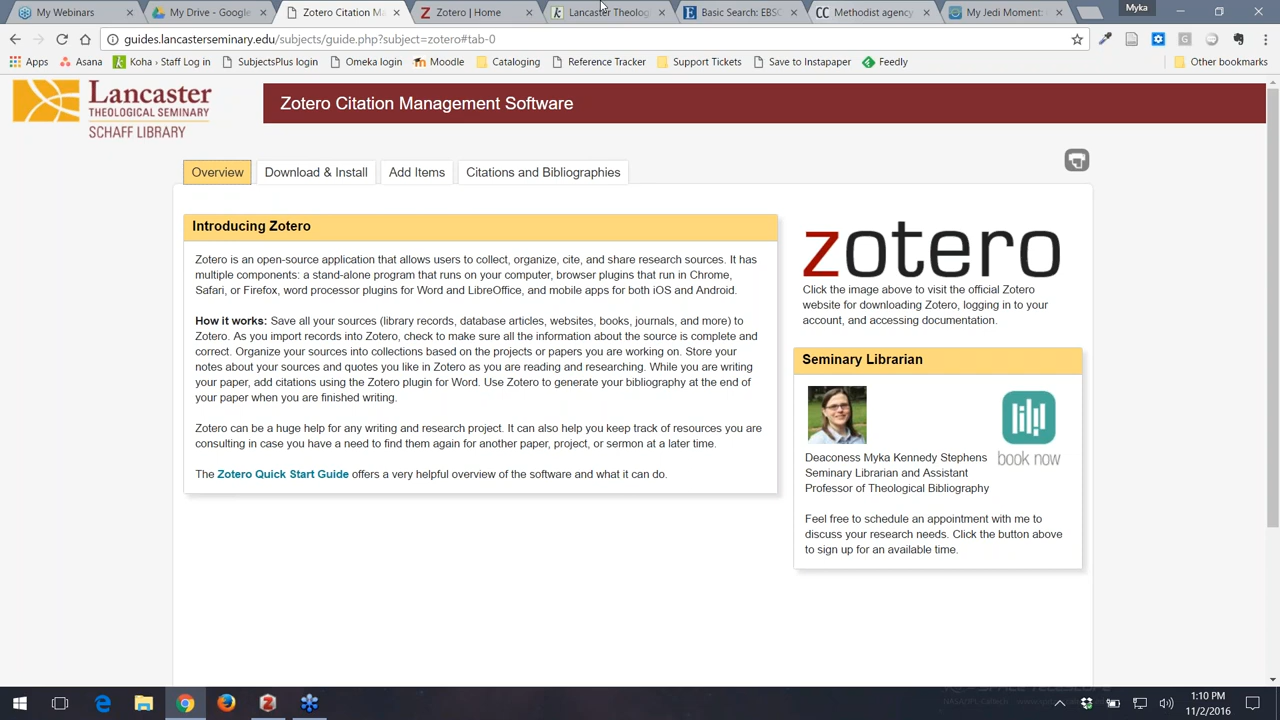 My Webinars
My Drive - Google
Zotero Citation Ma
Zotero | Home
Lancaster Theolog
Basic Search: EBSC
Methodist agency
My Jedi Moment:
Myka
guides.lancasterseminary.edu/subjects/guide.php?subject=zotero#tab-0
Apps
Asana
Koha › Staff Log in
SubjectsPlus login
Omeka login
Moodle
Cataloging
Reference Tracker
Support Tickets
Save to Instapaper
Feedly
Other bookmarks
Lancaster
THEOLOGICAL SEMINARY
SCHAFF LIBRARY
Zotero Citation Management Software
Overview
Download & Install
Add Items
Citations and Bibliographies
Introducing Zotero
Zotero is an open-source application that allows users to collect, organize, cite, and share research sources. It has
multiple components: a stand-alone program that runs on your computer, browser plugins that run in Chrome,
Safari, or Firefox, word processor plugins for Word and LibreOffice, and mobile apps for both iOS and Android.
How it works: Save all your sources (library records, database articles, websites, books, journals, and more) to
Zotero. As you import records into Zotero, check to make sure all the information about the source is complete and
correct. Organize your sources into collections based on the projects or papers you are working on. Store your
notes about your sources and quotes you like in Zotero as you are reading and researching. While you are writing
your paper, add citations using the Zotero plugin for Word. Use Zotero to generate your bibliography at the end of
your paper when you are finished writing.
Zotero can be a huge help for any writing and research project. It can also help you keep track of resources you are
consulting in case you have a need to find them again for another paper, project, or sermon at a later time.
The Zotero Quick Start Guide offers a very helpful overview of the software and what it can do.
zotero
Click the image above to visit the official Zotero
website for downloading Zotero, logging in to your
account, and accessing documentation.
Seminary Librarian
book now
Deaconess Myka Kennedy Stephens
Seminary Librarian and Assistant
Professor of Theological Bibliography
Feel free to schedule an appointment with me to
discuss your research needs. Click the button above
to sign up for an available time.
1:10 PM
11/2/2016